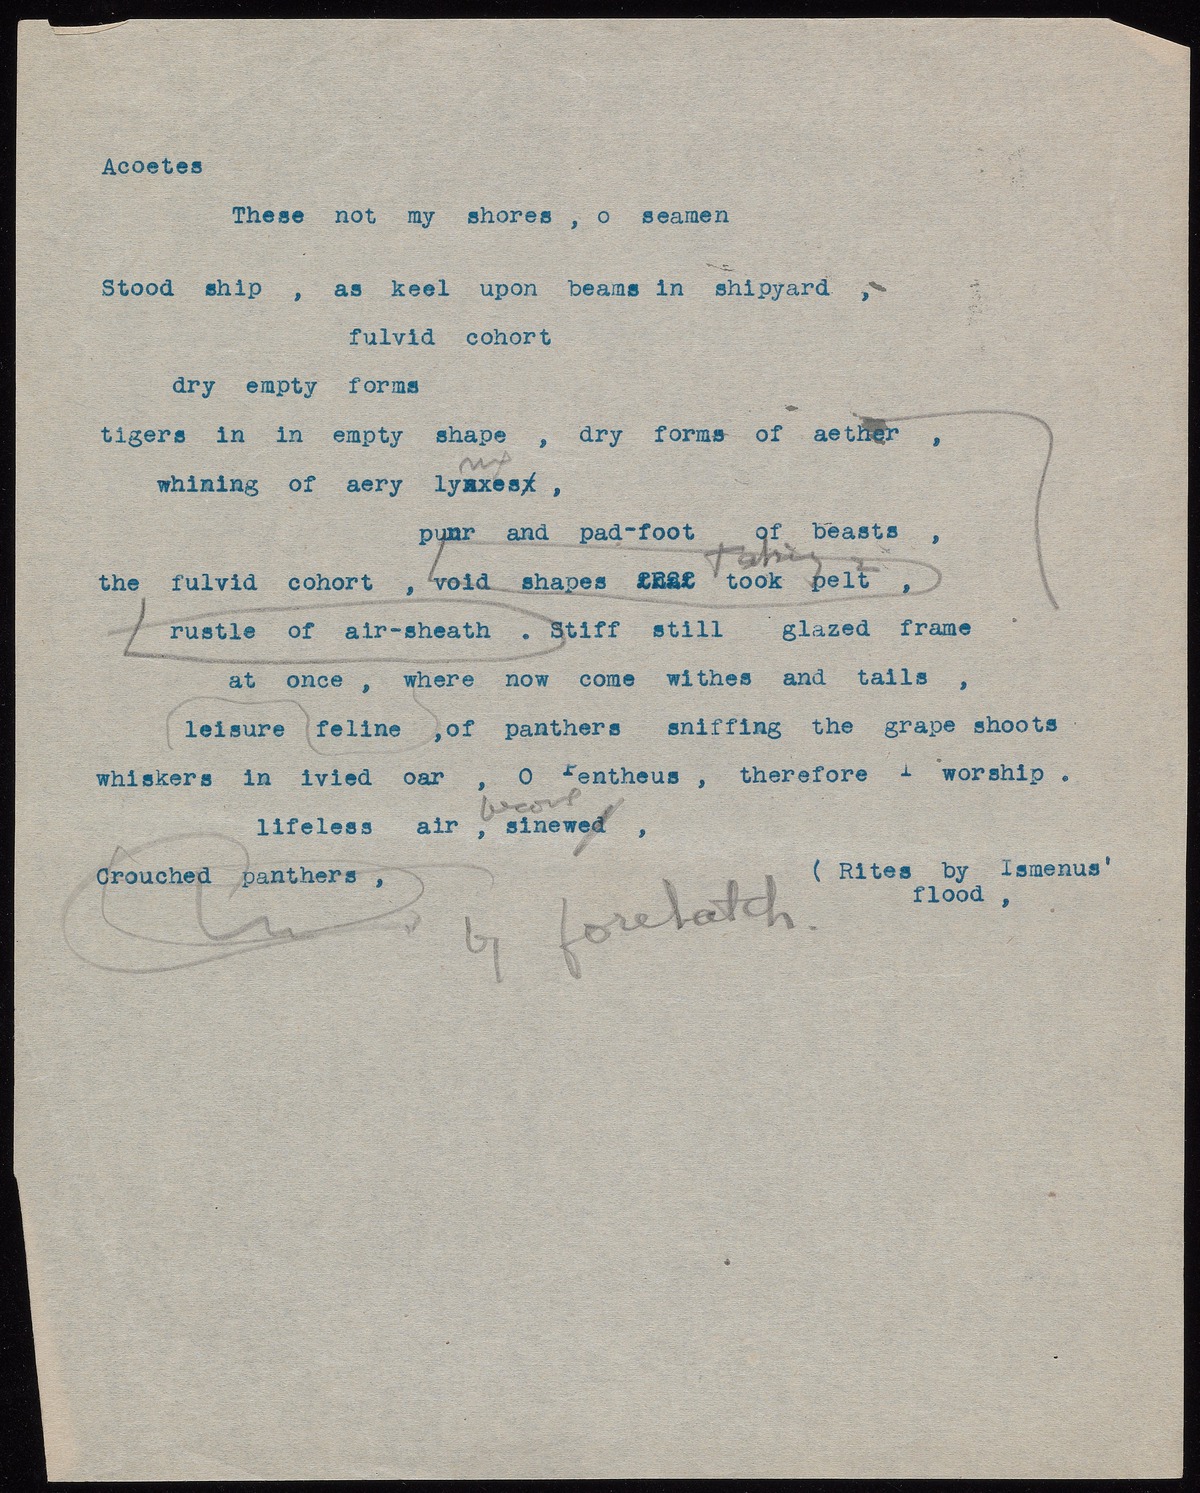 Acoetes
These not my shores , o seamen
Stood ship , as keel upon beams in shipyard ,
fulvid cohort
dry empty forms
tigers in in empty shape , dry forms of aether ,
nx
whining of aery lynxes ,
purr and pad-foot of beasts ,
taking
the fulvid cohort , void shapes that took pelt ,
rustle of air-sheath . Stiff still glazed frame
at once , where now come withes and tails ,
leisure feline ,of panthers sniffing the grape shoots
whiskers in ivied oar , O Pentheus , therefore I worship .
become
lifeless air , sinewed ,
Crouched panthers , ( Rites by Ismenus'
flood ,
by forehatch .